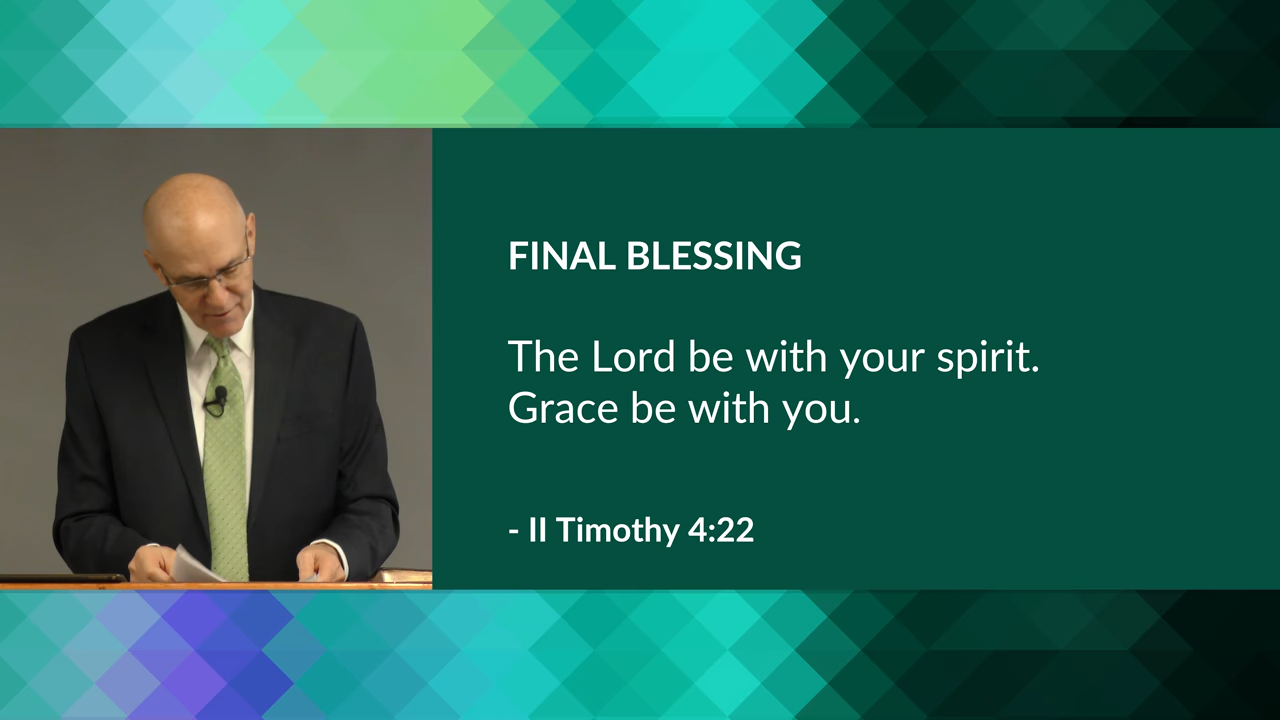 FINAL BLESSING
The Lord be with your spirit.
Grace be with you.
- II Timothy 4:22